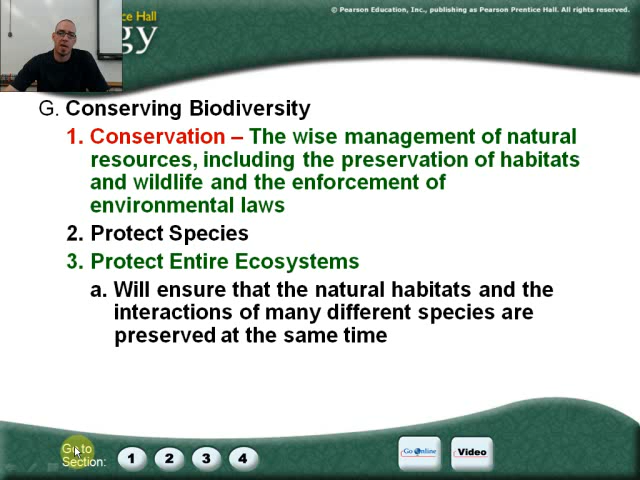 ce Hall
gy
© Pearson Education, Inc., publishing as Pearson Prentice Hall. All rights reserved.
G. Conserving Biodiversity
1. Conservation – The wise management of natural
resources, including the preservation of habitats
and wildlife and the enforcement of
environmental laws
2. Protect Species
3. Protect Entire Ecosystems
a. Will ensure that the natural habitats and the
interactions of many different species are
preserved at the same time
Go to
Section:
1 2 3 4
Go Online
Video